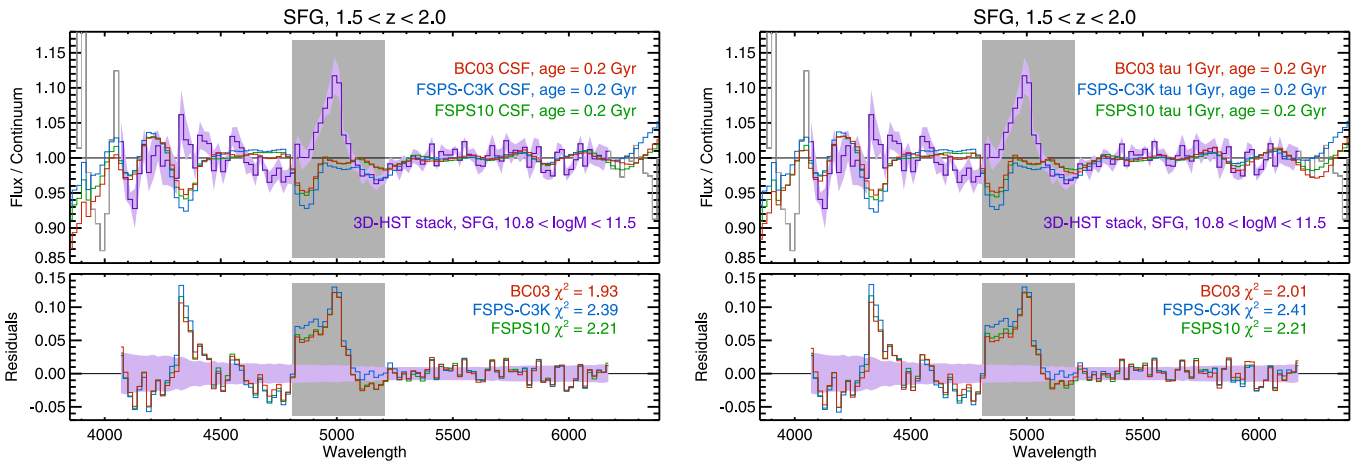 SFG, 1.5 < z < 2.0
Flux / Continuum
1.15
1.10
1.05
1.00
0.95
0.90
0.85
BC03 CSF, age = 0.2 Gyr
FSPS-C3K CSF, age = 0.2 Gyr
FSPS10 CSF, age = 0.2 Gyr
3D-HST stack, SFG, 10.8 < logM < 11.5
Residuals
0.15
0.10
0.05
0.00
-0.05
BC03 χ² = 1.93
FSPS-C3K χ² = 2.39
FSPS10 χ² = 2.21
4000 4500 5000 5500 6000
Wavelength
SFG, 1.5 < z < 2.0
Flux / Continuum
1.15
1.10
1.05
1.00
0.95
0.90
0.85
BC03 tau 1Gyr, age = 0.2 Gyr
FSPS-C3K tau 1Gyr, age = 0.2 Gyr
FSPS10 tau 1Gyr, age = 0.2 Gyr
3D-HST stack, SFG, 10.8 < logM < 11.5
Residuals
0.15
0.10
0.05
0.00
-0.05
BC03 χ² = 2.01
FSPS-C3K χ² = 2.41
FSPS10 χ² = 2.21
4000 4500 5000 5500 6000
Wavelength